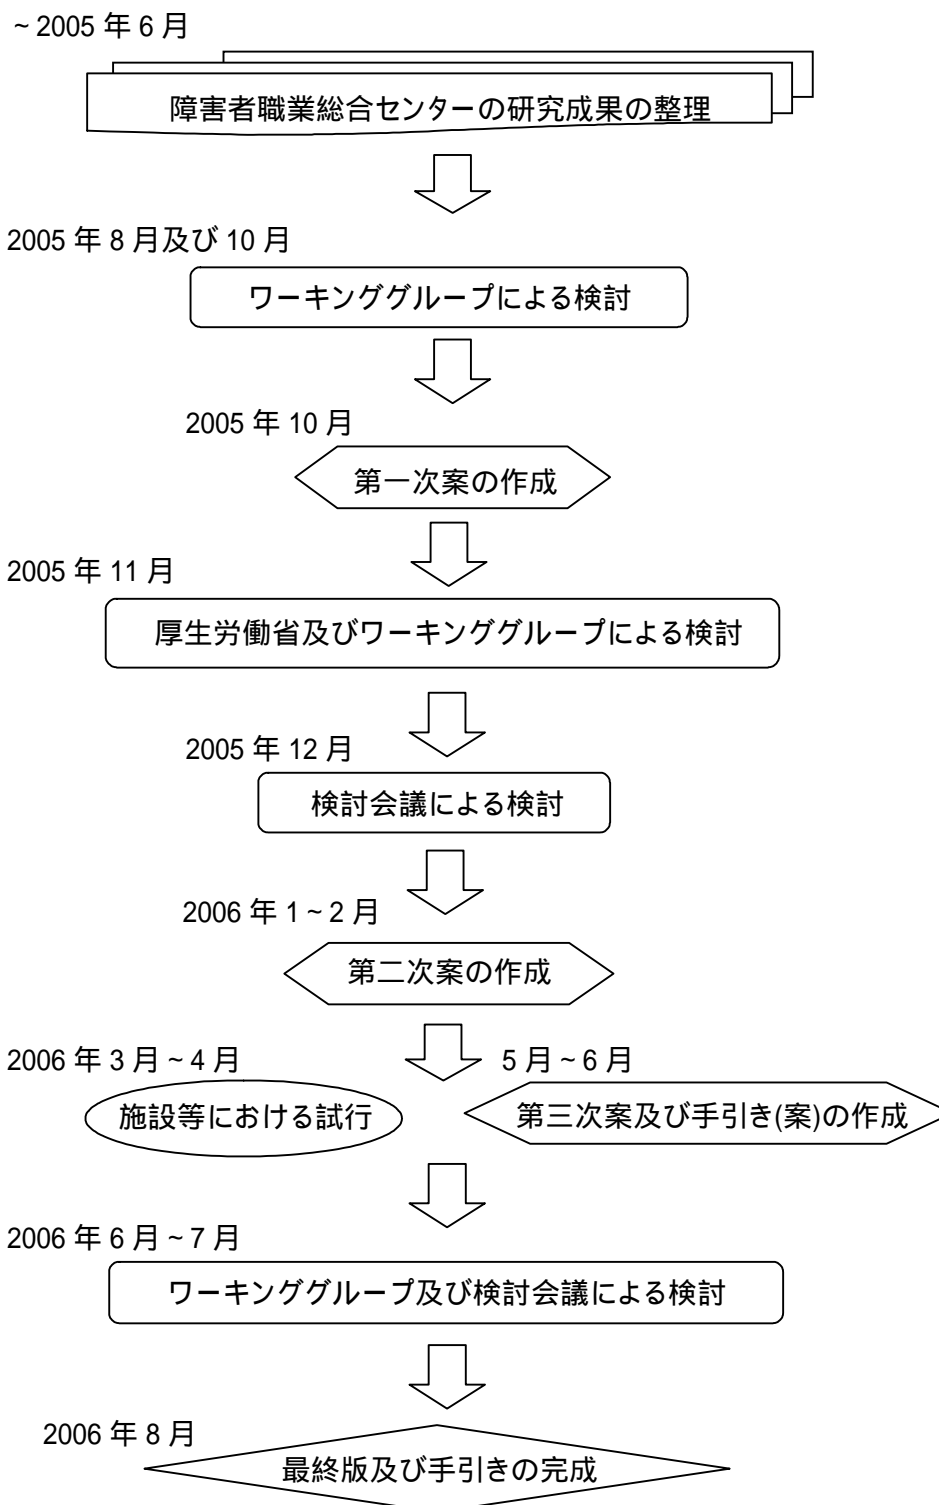 ~ 2005 年 6 月
障害者職業総合センターの研究成果の整理
2005 年 8 月及び 10 月
ワーキンググループによる検討
2005 年 10 月
第一次案の作成
2005 年 11 月
厚生労働省及びワーキンググループによる検討
2005 年 12 月
検討会議による検討
2006 年 1 ~ 2 月
第二次案の作成
2006 年 3 月 ~ 4 月
5 月 ~ 6 月
施設等における試行
第三次案及び手引き(案)の作成
2006 年 6 月 ~ 7 月
ワーキンググループ及び検討会議による検討
2006 年 8 月
最終版及び手引きの完成